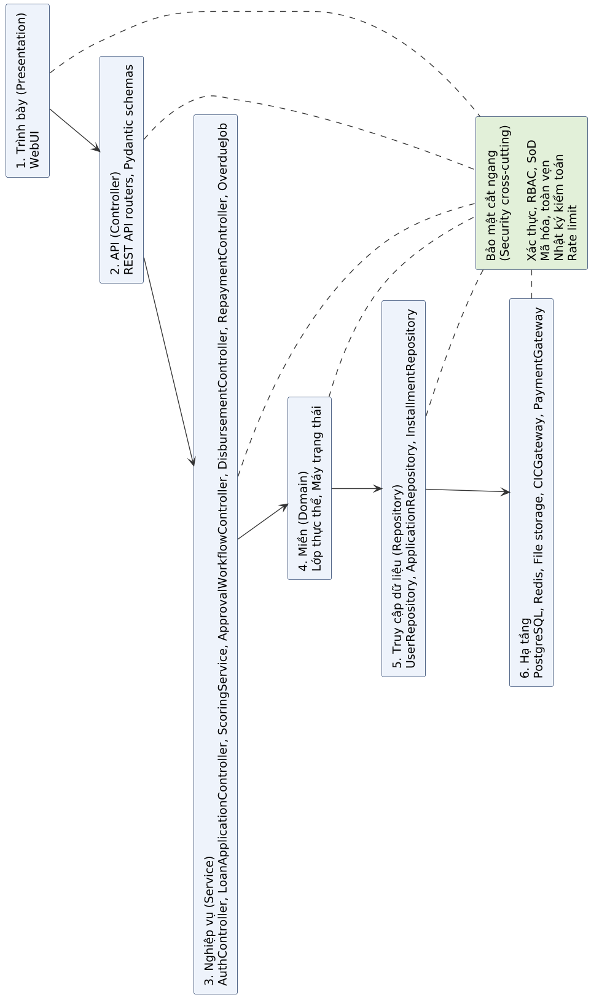 1. Trình bày (Presentation)
WebUI
2. API (Controller)
REST API routers, Pydantic schemas
3. Nghiệp vụ (Service)
AuthController, LoanApplicationController, ScoringService, ApprovalWorkflowController, DisbursementController, RepaymentController, OverdueJob
4. Miền (Domain)
Lớp thực thể, Máy trạng thái
5. Truy cập dữ liệu (Repository)
UserRepository, ApplicationRepository, InstallmentRepository
6. Hạ tầng
PostgreSQL, Redis, File storage, CICGateway, PaymentGateway
Bảo mật cắt ngang
(Security cross-cutting)
Xác thực, RBAC, SoD
Mã hóa, toàn vẹn
Nhật ký kiểm toán
Rate limit